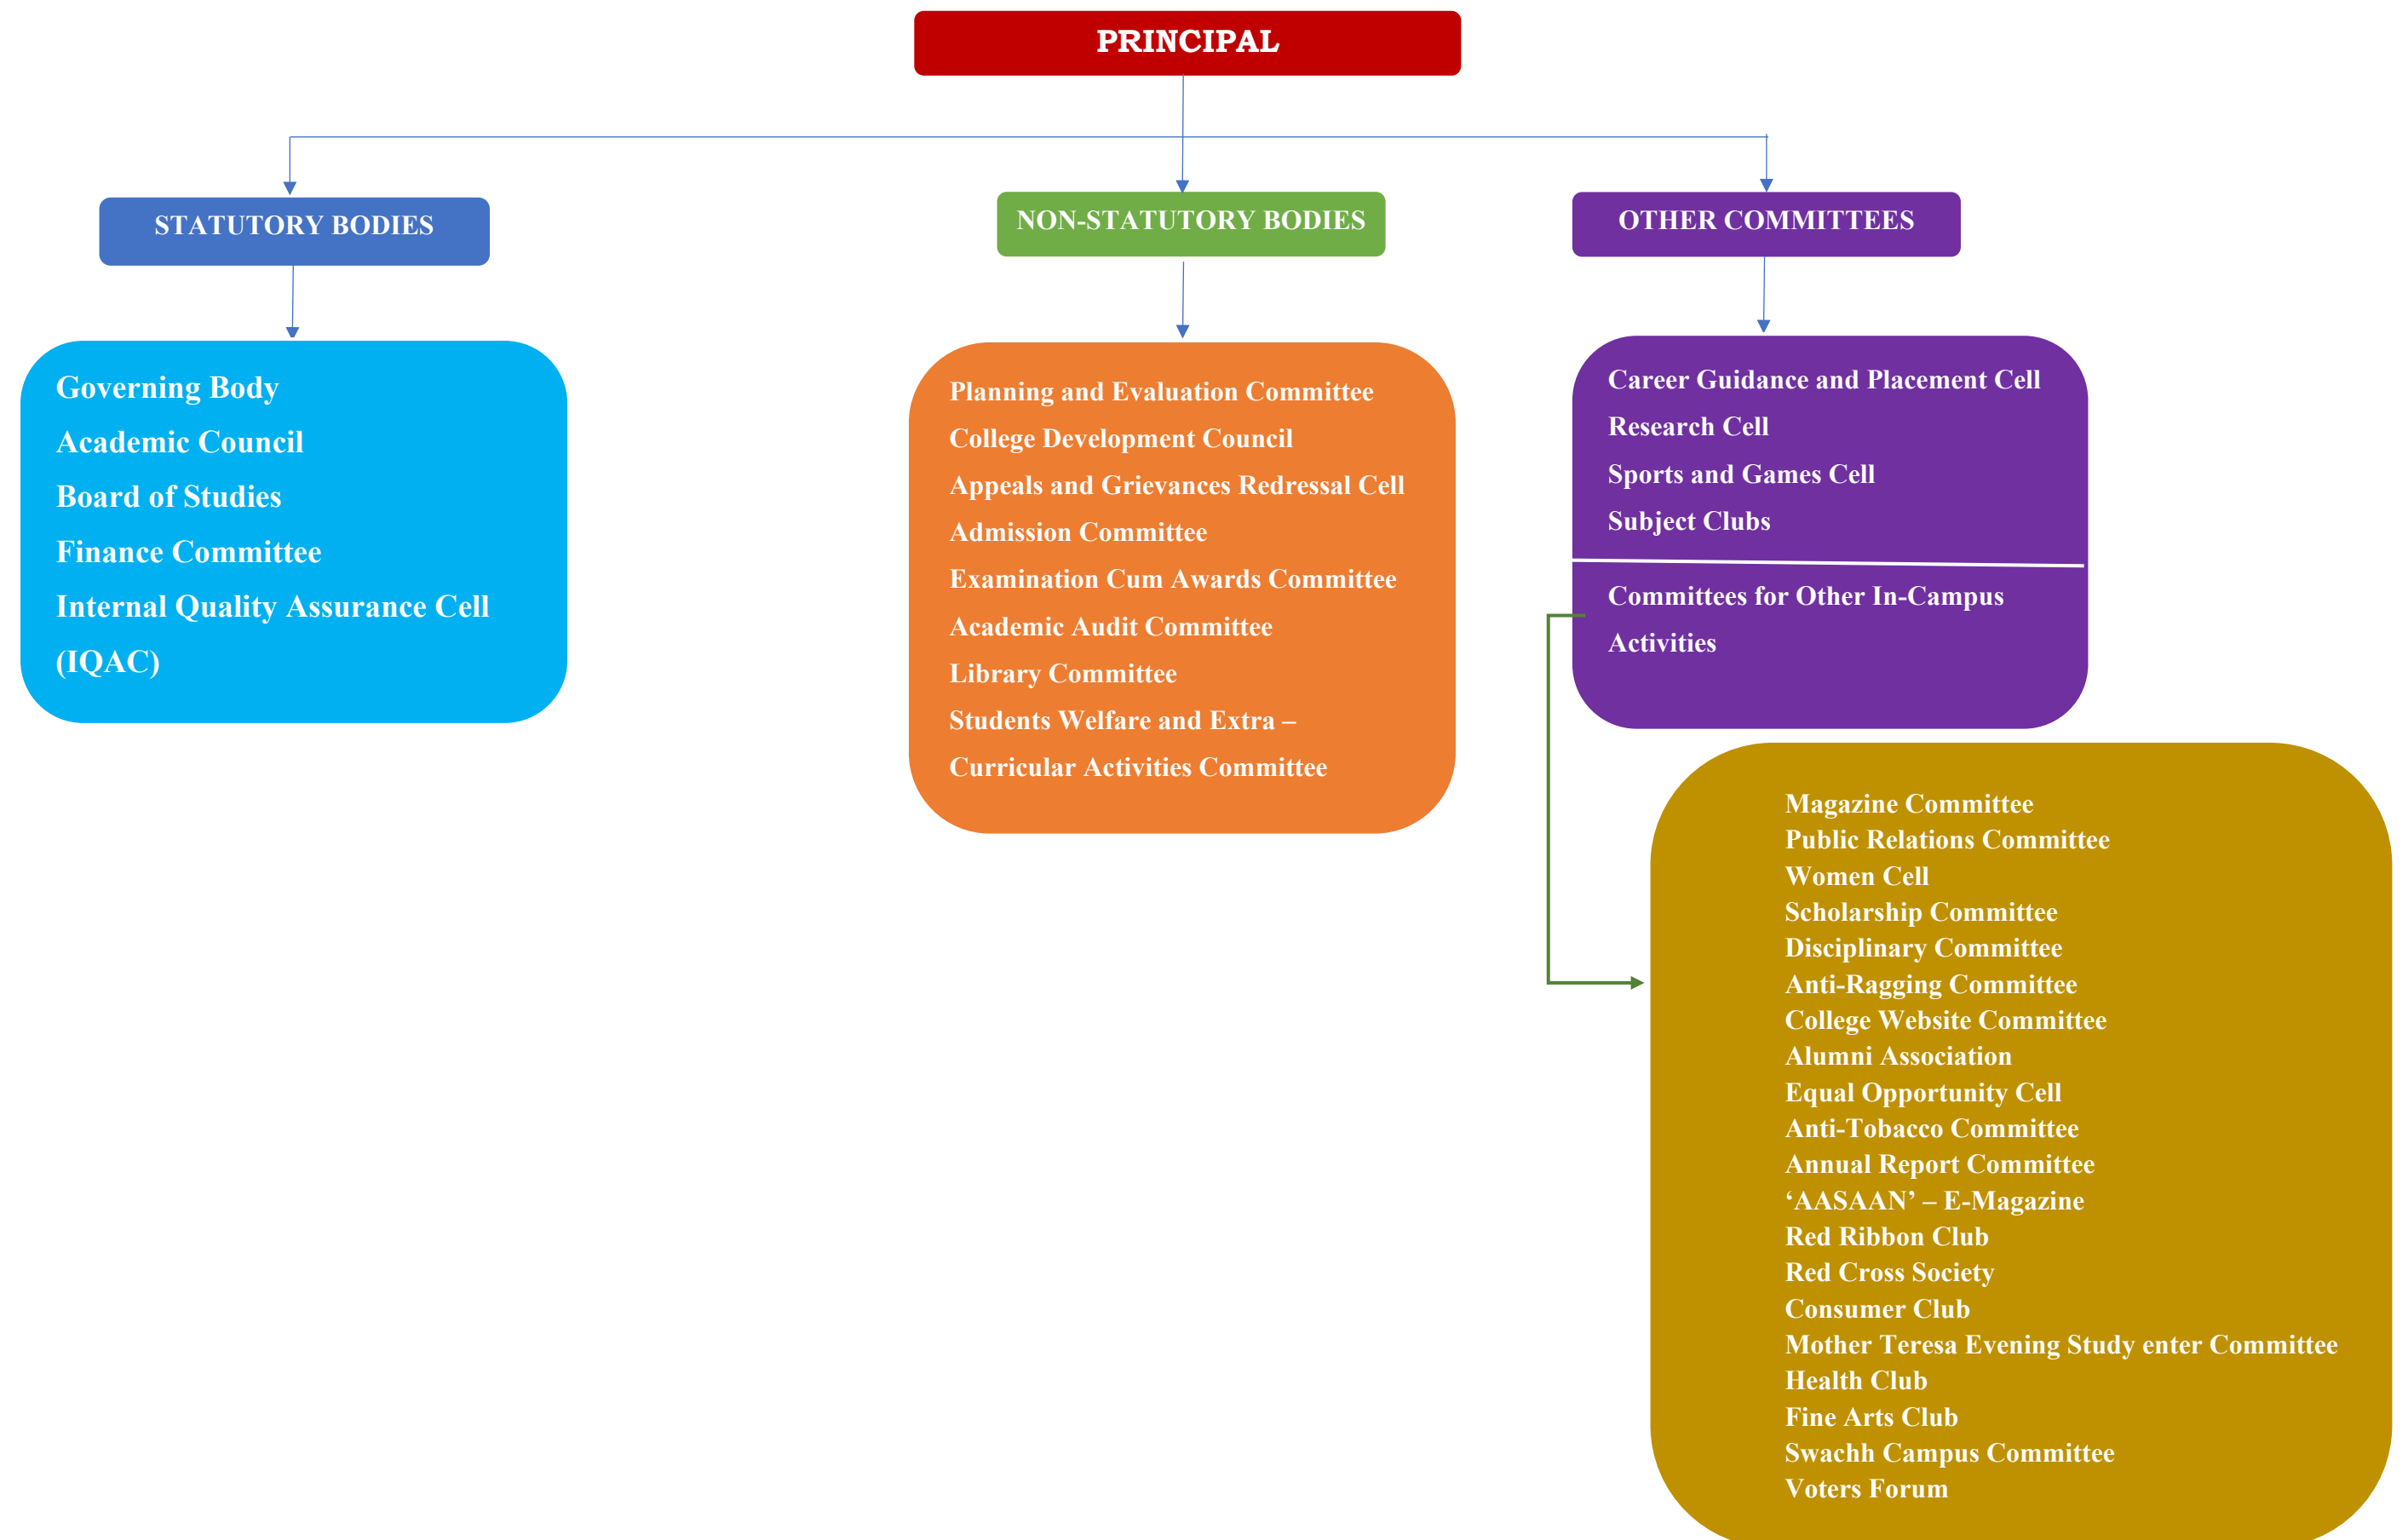 PRINCIPAL
STATUTORY BODIES
NON-STATUTORY BODIES
OTHER COMMITTEES
Governing Body
Academic Council
Board of Studies
Finance Committee
Internal Quality Assurance Cell
(IQAC)
Planning and Evaluation Committee
College Development Council
Appeals and Grievances Redressal Cell
Admission Committee
Examination Cum Awards Committee
Academic Audit Committee
Library Committee
Students Welfare and Extra –
Curricular Activities Committee
Career Guidance and Placement Cell
Research Cell
Sports and Games Cell
Subject Clubs
Committees for Other In-Campus
Activities
Magazine Committee
Public Relations Committee
Women Cell
Scholarship Committee
Disciplinary Committee
Anti-Ragging Committee
College Website Committee
Alumni Association
Equal Opportunity Cell
Anti-Tobacco Committee
Annual Report Committee
‘AASAAN’ – E-Magazine
Red Ribbon Club
Red Cross Society
Consumer Club
Mother Teresa Evening Study enter Committee
Health Club
Fine Arts Club
Swachh Campus Committee
Voters Forum